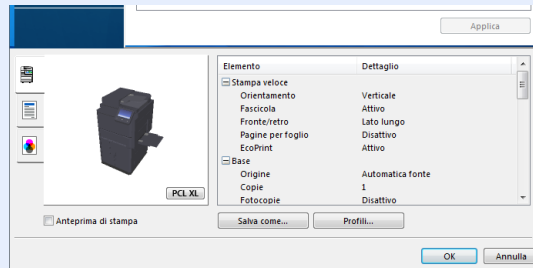 Applica
Elemento Dettaglio
Stampa veloce
Orientamento Verticale
Fascicola Attivo
Fronte/retro Lato lungo
Pagine per foglio Disattivo
EcoPrint Attivo
Base
Origine Automatica fonte
Copie 1
Fotocopie Disattivo
PCL XL
Anteprima di stampa Salva come... Profili...
OK Annulla